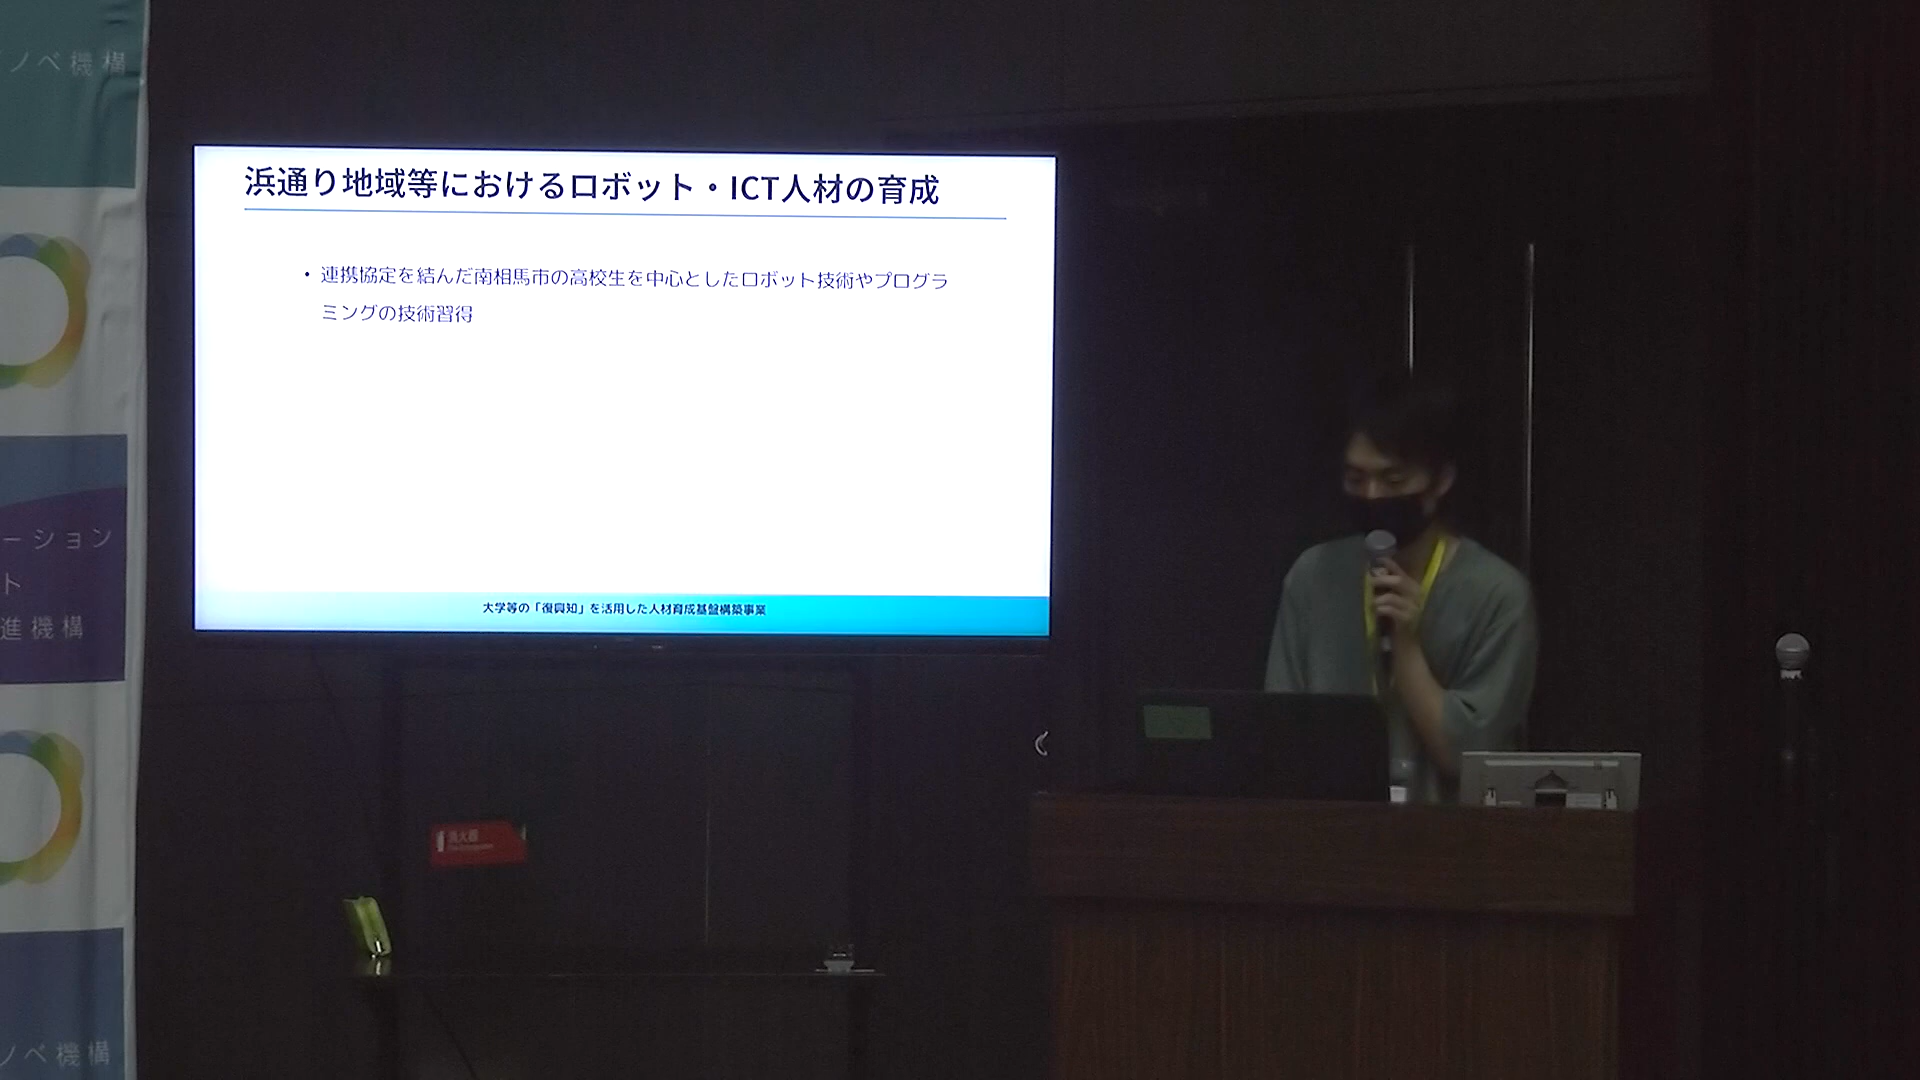 ノベ機構
浜通り地域等におけるロボット・ICT人材の育成
・連携協定を結んだ南相馬市の高校生を中心としたロボット技術やプログラ
ミングの技術習得
大学等の「復興知」を活用した人材育成基盤構築事業
ーション
ト
進機構
消火器
ノベ機構